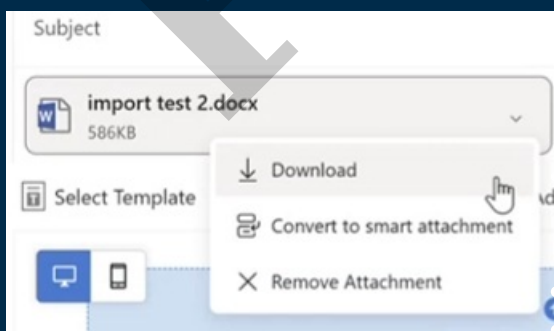 Subject
import test 2.docx
586KB
Download
Select Template
Convert to smart attachment
Remove Attachment